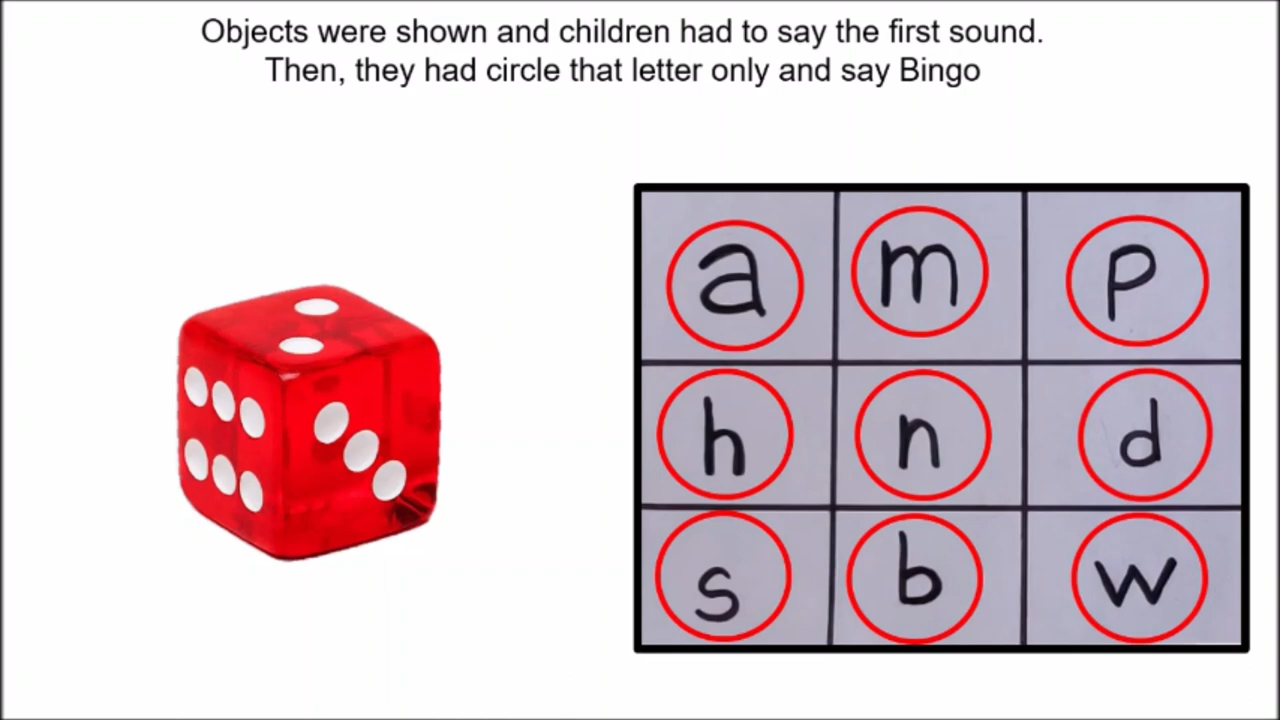 Objects were shown and children had to say the first sound.
Then, they had circle that letter only and say Bingo
a m p
h n d
s b w